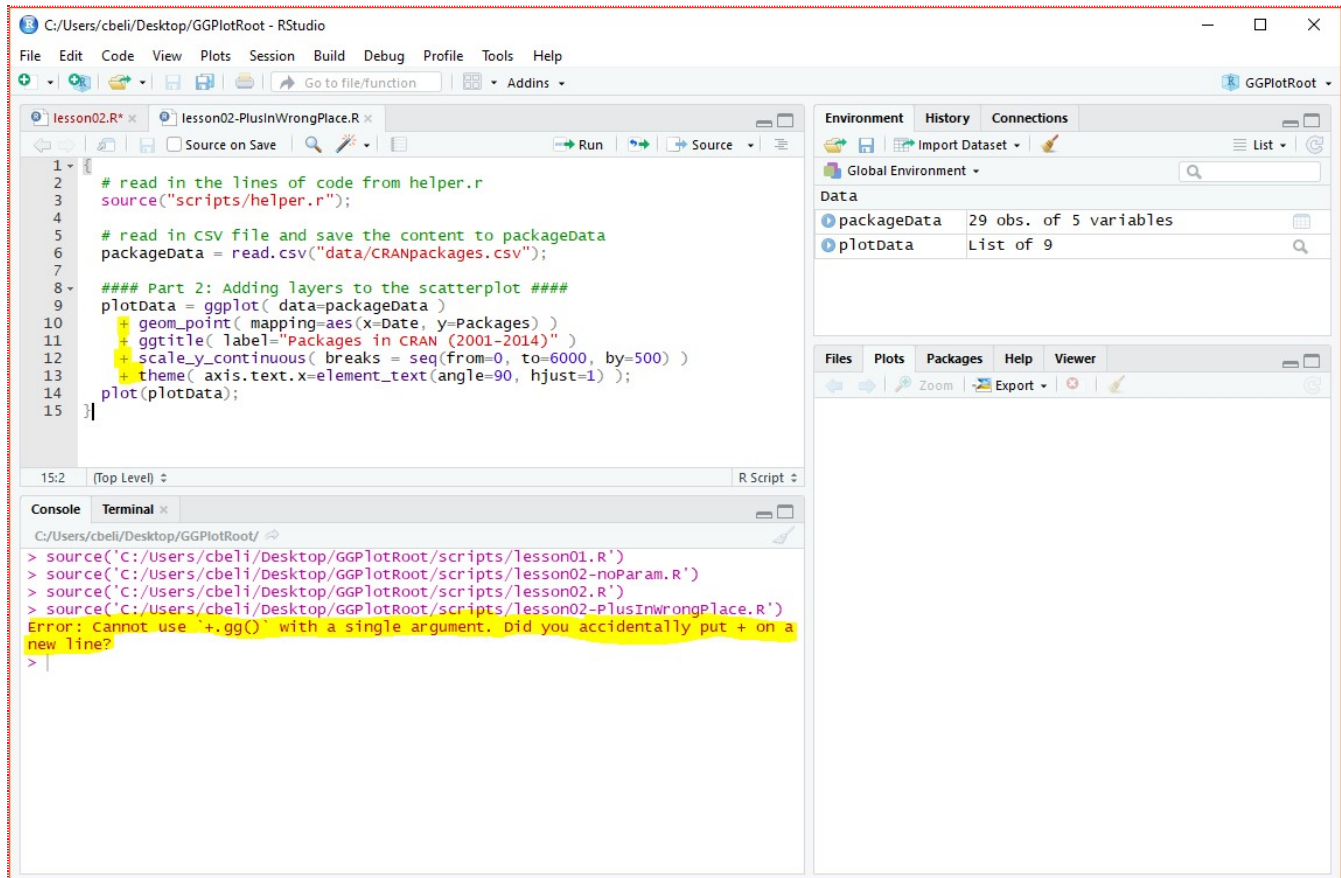 C:/Users/cbeli/Desktop/GGPlotRoot - RStudio
File Edit Code View Plots Session Build Debug Profile Tools Help
Go to file/function Addins GGPlotRoot
lesson02.R* lesson02-PlusInWrongPlace.R
Source on Save Run Source
1 {
2 # read in the lines of code from helper.r
3 source("scripts/helper.r");
4
5 # read in CSV file and save the content to packageData
6 packageData = read.csv("data/CRANpackages.csv");
7
8 #### Part 2: Adding layers to the scatterplot ####
9 plotData = ggplot( data=packageData )
10 + geom_point( mapping=aes(x=Date, y=Packages) )
11 + ggtitle( label="Packages in CRAN (2001-2014)" )
12 + scale_y_continuous( breaks = seq(from=0, to=6000, by=500) )
13 + theme( axis.text.x=element_text(angle=90, hjust=1) );
14 plot(plotData);
15 }
15:2 (Top Level) R Script
Console Terminal
C:/Users/cbeli/Desktop/GGPlotRoot/
> source('C:/Users/cbeli/Desktop/GGPlotRoot/scripts/lesson01.R')
> source('C:/Users/cbeli/Desktop/GGPlotRoot/scripts/lesson02-noParam.R')
> source('C:/Users/cbeli/Desktop/GGPlotRoot/scripts/lesson02.R')
> source('C:/Users/cbeli/Desktop/GGPlotRoot/scripts/lesson02-PlusInWrongPlace.R')
Error: Cannot use `+.gg()` with a single argument. Did you accidentally put + on a
new line?
>
Environment History Connections
Import Dataset List
Global Environment
Data
packageData 29 obs. of 5 variables
plotData List of 9
Files Plots Packages Help Viewer
Zoom Export